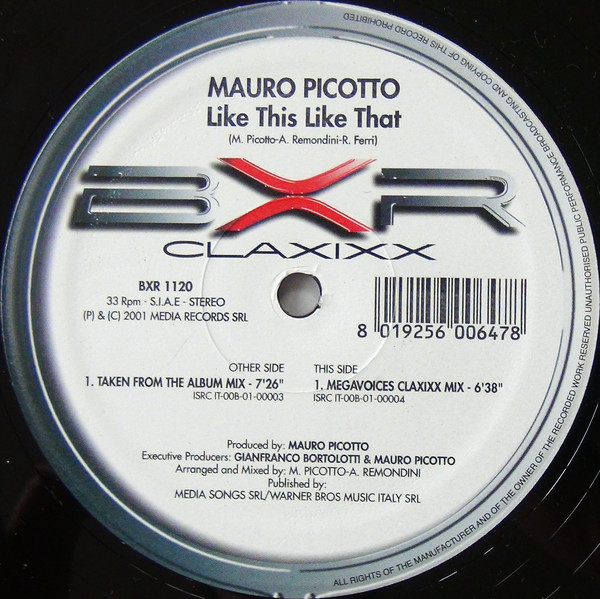 MAURO PICOTTO
Like This Like That
(M. Picotto-A. Remondini-R. Ferri)
BXR
CLAXIXX
BXR 1120
33 Rpm - S.I.A.E - STEREO
(P) & (C) 2001 MEDIA RECORDS SRL
8 019256 006478
OTHER SIDE
1. TAKEN FROM THE ALBUM MIX - 7'26"
ISRC IT-00B-01-00003
THIS SIDE
1. MEGAVOICES CLAXIXX MIX - 6'38"
ISRC IT-00B-01-00004
Produced by: MAURO PICOTTO
Executive Producers: GIANFRANCO BORTOLOTTI & MAURO PICOTTO
Arranged and Mixed by: M. PICOTTO-A. REMONDINI
Published by:
MEDIA SONGS SRL/WARNER BROS MUSIC ITALY SRL
ALL RIGHTS OF THE MANUFACTURER AND OF THE OWNER OF THE RECORDED WORK RESERVED UNAUTHORISED PUBLIC PERFORMANCE BROADCASTING AND COPYING OF THIS RECORD PROHIBITED